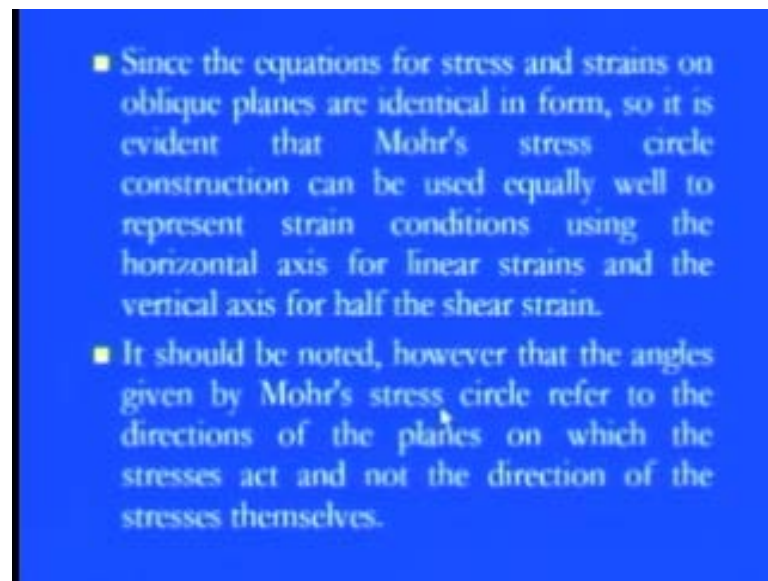 Since the equations for stress and strains on
oblique planes are identical in form, so it is
evident that Mohr's stress circle
construction can be used equally well to
represent strain conditions using the
horizontal axis for linear strains and the
vertical axis for half the shear strain.
It should be noted, however that the angles
given by Mohr's stress circle refer to the
directions of the planes on which the
stresses act and not the direction of the
stresses themselves.